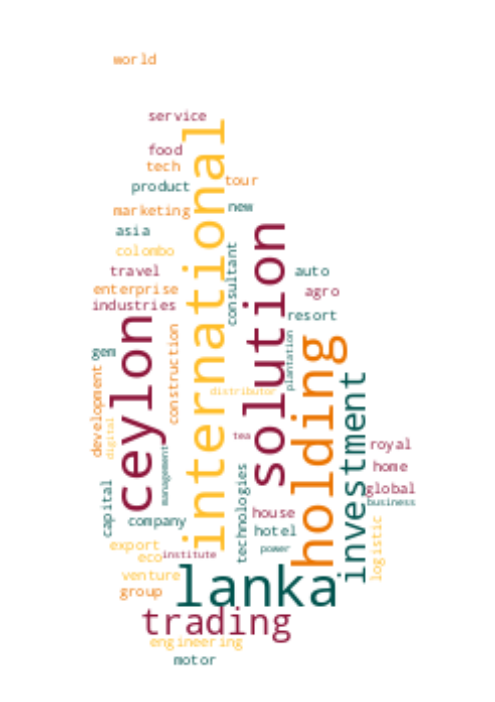 world
service
international
food
tech
product
tour
marketing
new
asia
solution
colombo
consultant
travel
auto
enterprise
agro
industries
resort
ceylon
construction
plantation
holding
gem
development
investment
distributor
digital
tea
royal
management
technologies
home
capital
global
business
company
house
logistic
hotel
export
power
eco
institute
venture
lanka
group
trading
engineering
motor